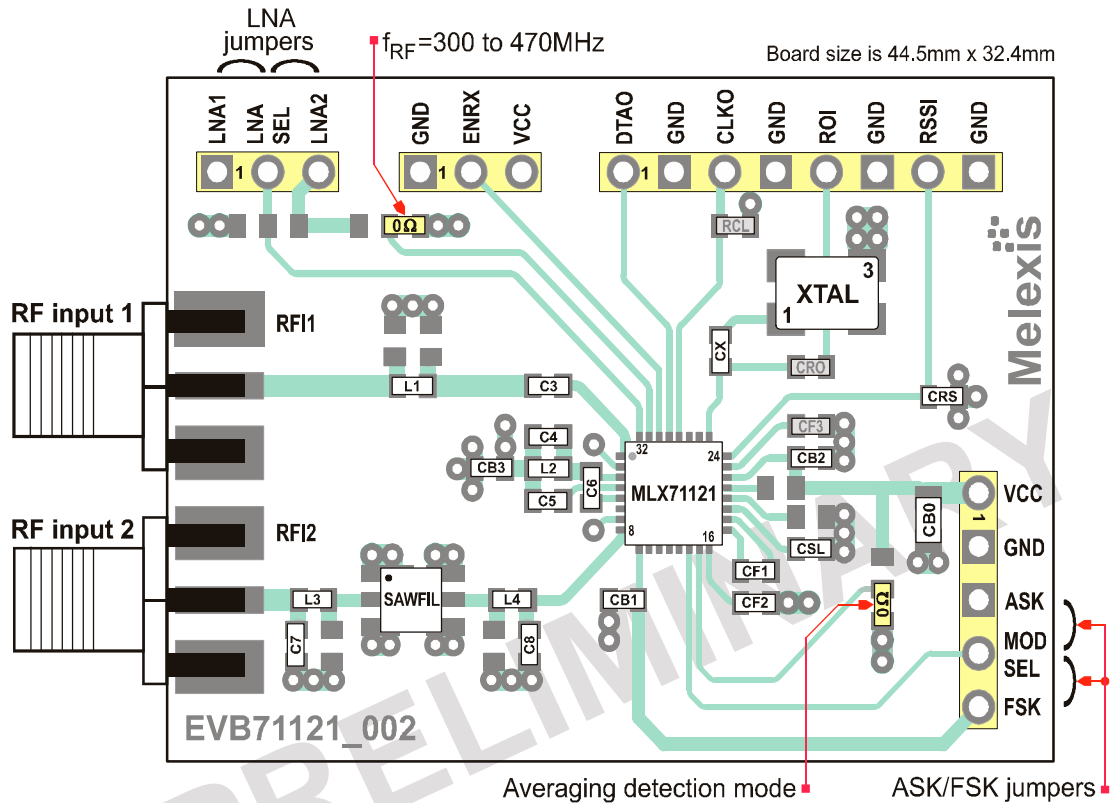 LNA
jumpers
fRF=300 to 470MHz
Board size is 44.5mm x 32.4mm
LNA1
LNA
SEL
LNA2
GND
ENRX
VCC
DTAO
GND
CLKO
GND
ROI
GND
RSSI
GND
1
1
1
0Ω
RCL
XTAL
3
1
Melexis
RF input 1
RFI1
L1
C3
CX
CRO
CRS
C4
CB3
L2
C6
C5
32
24
MLX71121
8
16
CF3
CB2
CSL
CF1
CF2
CB1
CB0
VCC
1
GND
ASK
MOD
SEL
FSK
0Ω
RF input 2
RFI2
L3
SAWFIL
L4
C7
C8
EVB71121_002
PRELIMINARY
Averaging detection mode
ASK/FSK jumpers